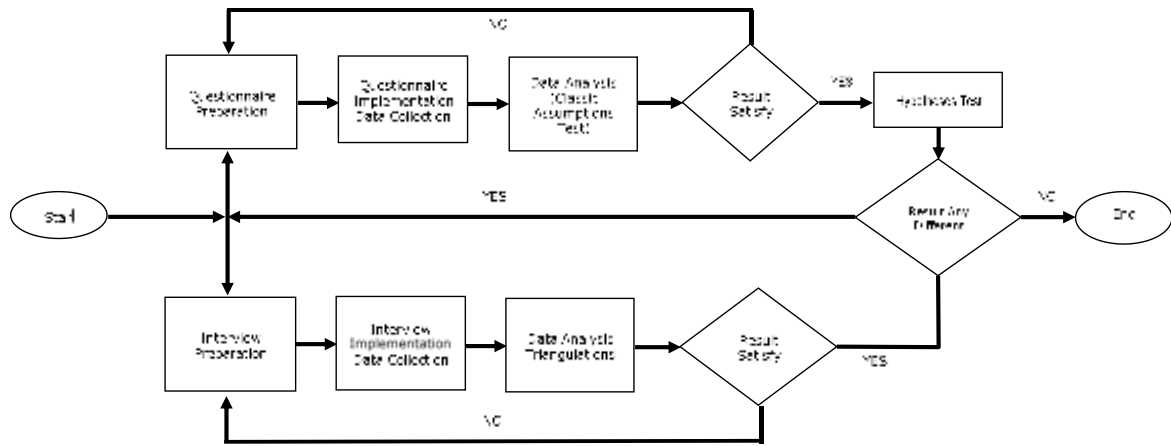 NO
Questionnaire
Preparation
Questionnaire
Implementation
Data Collection
Data Analysis
(Classic
Assumptions
Test)
Result
Satisfy
YES
Hypotheses Test
Start
YES
Result Any
Different
NO
End
Interview
Preparation
Interview
Implementation
Data Collection
Data Analysis
Triangulations
Result
Satisfy
YES
NO